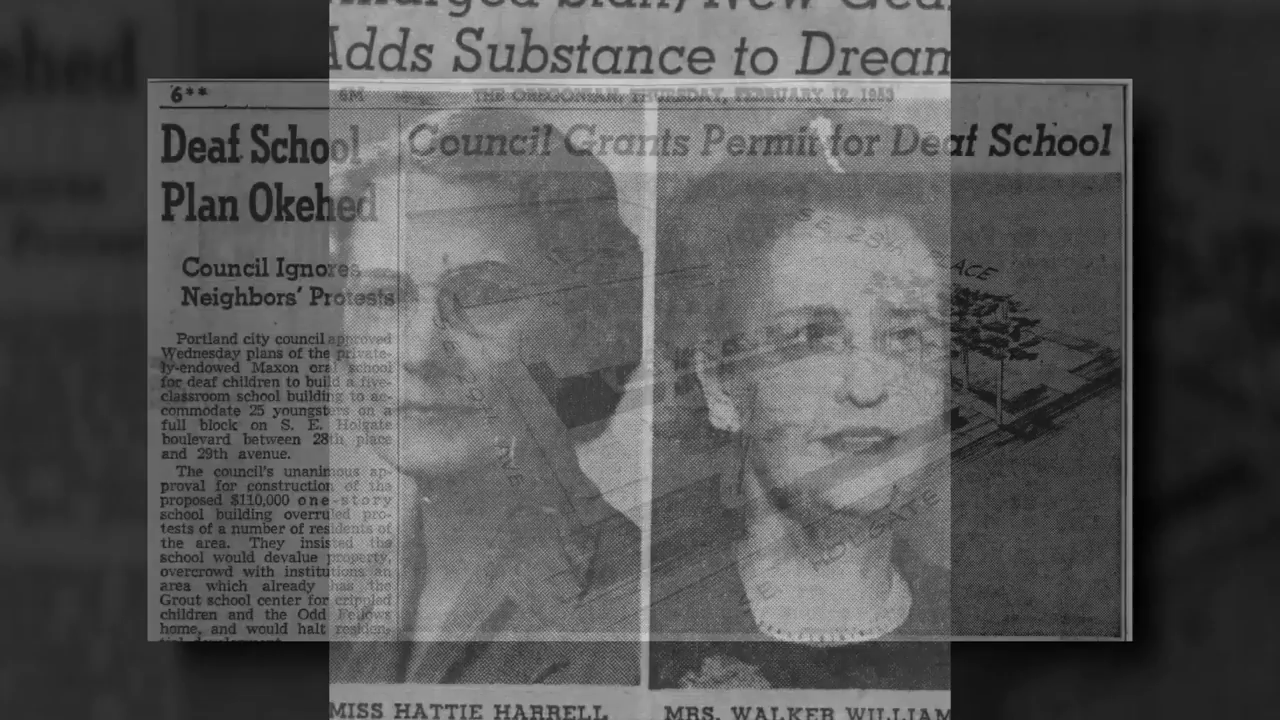 Adds Substance to Dream
6**
6M
THE OREGONIAN, THURSDAY, FEBRUARY 12, 1953
Deaf School
Plan Okehed
Council Grants Permit for Deaf School
Council Ignores
Neighbors' Protests
Portland city council approved
Wednesday plans of the private-
ly-endowed Maxon oral school
for deaf children to build a five-
classroom school building to ac-
commodate 25 youngsters on a
full block on S. E. Holgate
boulevard between 28th place
and 29th avenue.
The council's unanimous ap-
proval for construction of the
proposed $110,000 one-story
school building overruled pro-
tests of a number of residents of
the area. They insisted the
school would devalue property,
overcrowd with institutions an
area which already has the
Grout school center for crippled
children and the Odd Fellows
home, and would halt residen-
S.E. 28th PLACE
MISS HATTIE HARRELL
MRS. WALKER WILLIAM